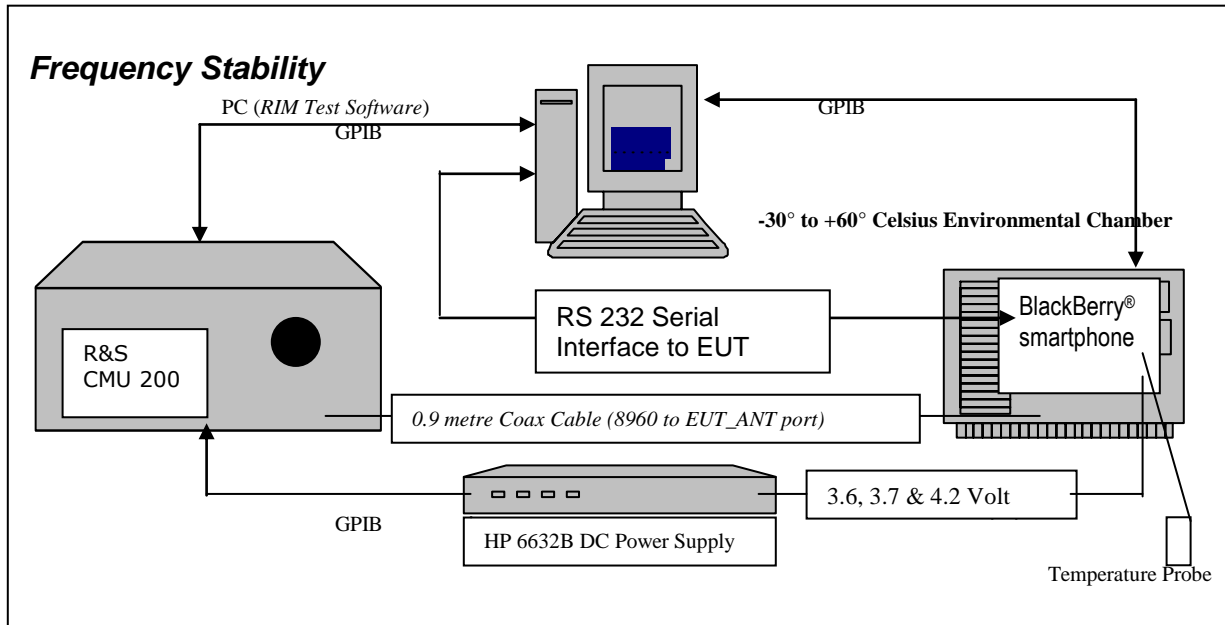 Frequency Stability
PC (RIM Test Software)
GPIB
GPIB
-30° to +60° Celsius Environmental Chamber
RS 232 Serial
Interface to EUT
BlackBerry®
smartphone
R&S
CMU 200
0.9 metre Coax Cable (8960 to EUT_ANT port)
3.6, 3.7 & 4.2 Volt
GPIB
HP 6632B DC Power Supply
Temperature Probe